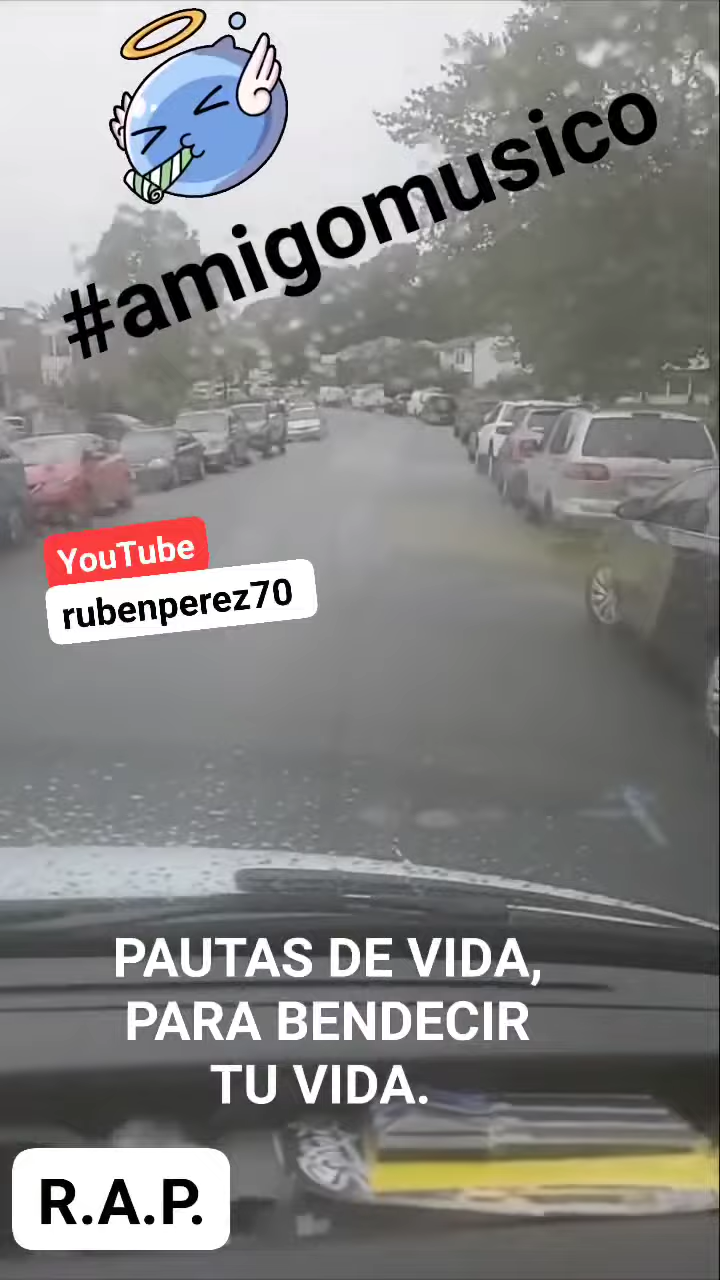 #amigomusico
YouTube
rubenperez70
PAUTAS DE VIDA,
PARA BENDECIR
TU VIDA.
R.A.P.